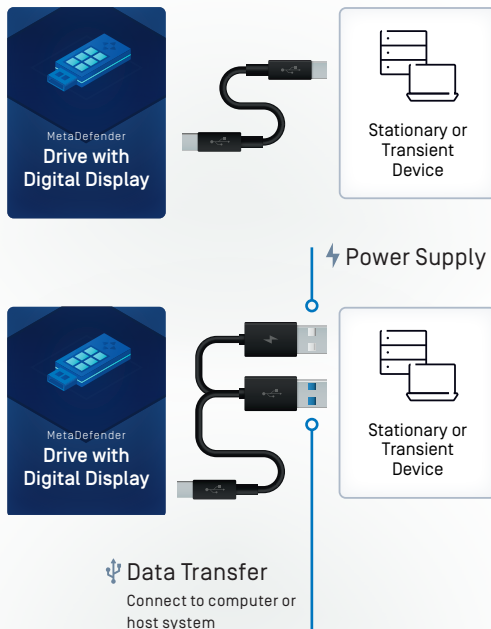 MetaDefender
Drive with
Digital Display
Stationary or
Transient
Device
Power Supply
MetaDefender
Drive with
Digital Display
Stationary or
Transient
Device
Data Transfer
Connect to computer or
host system